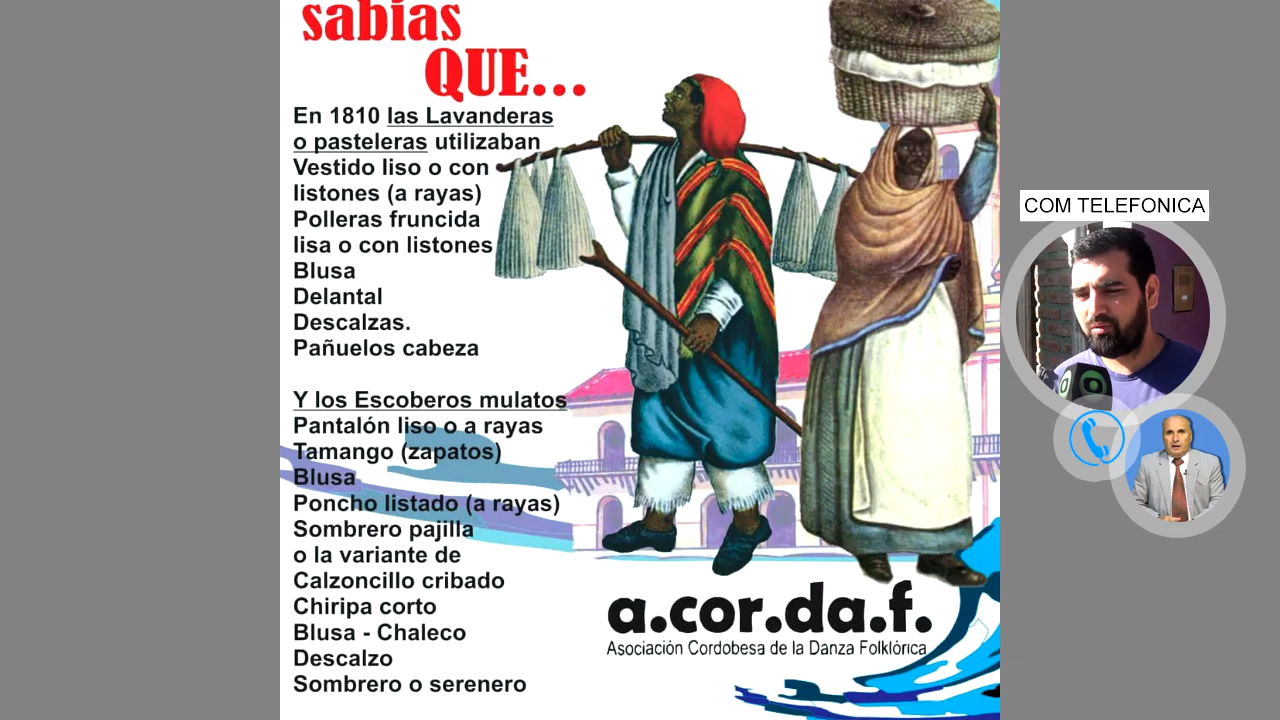 sabías
QUE...
En 1810 las Lavanderas
o pasteleras utilizaban
Vestido liso o con
listones (a rayas)
Polleras fruncida
lisa o con listones
Blusa
Delantal
Descalzas.
Pañuelos cabeza
Y los Escoberos mulatos
Pantalón liso o a rayas
Tamango (zapatos)
Blusa
Poncho listado (a rayas)
Sombrero pajilla
o la variante de
Calzoncillo cribado
Chiripa corto
Blusa - Chaleco
Descalzo
Sombrero o serenero
a.cor.da.f.
Asociación Cordobesa de la Danza Folklórica
COM TELEFONICA